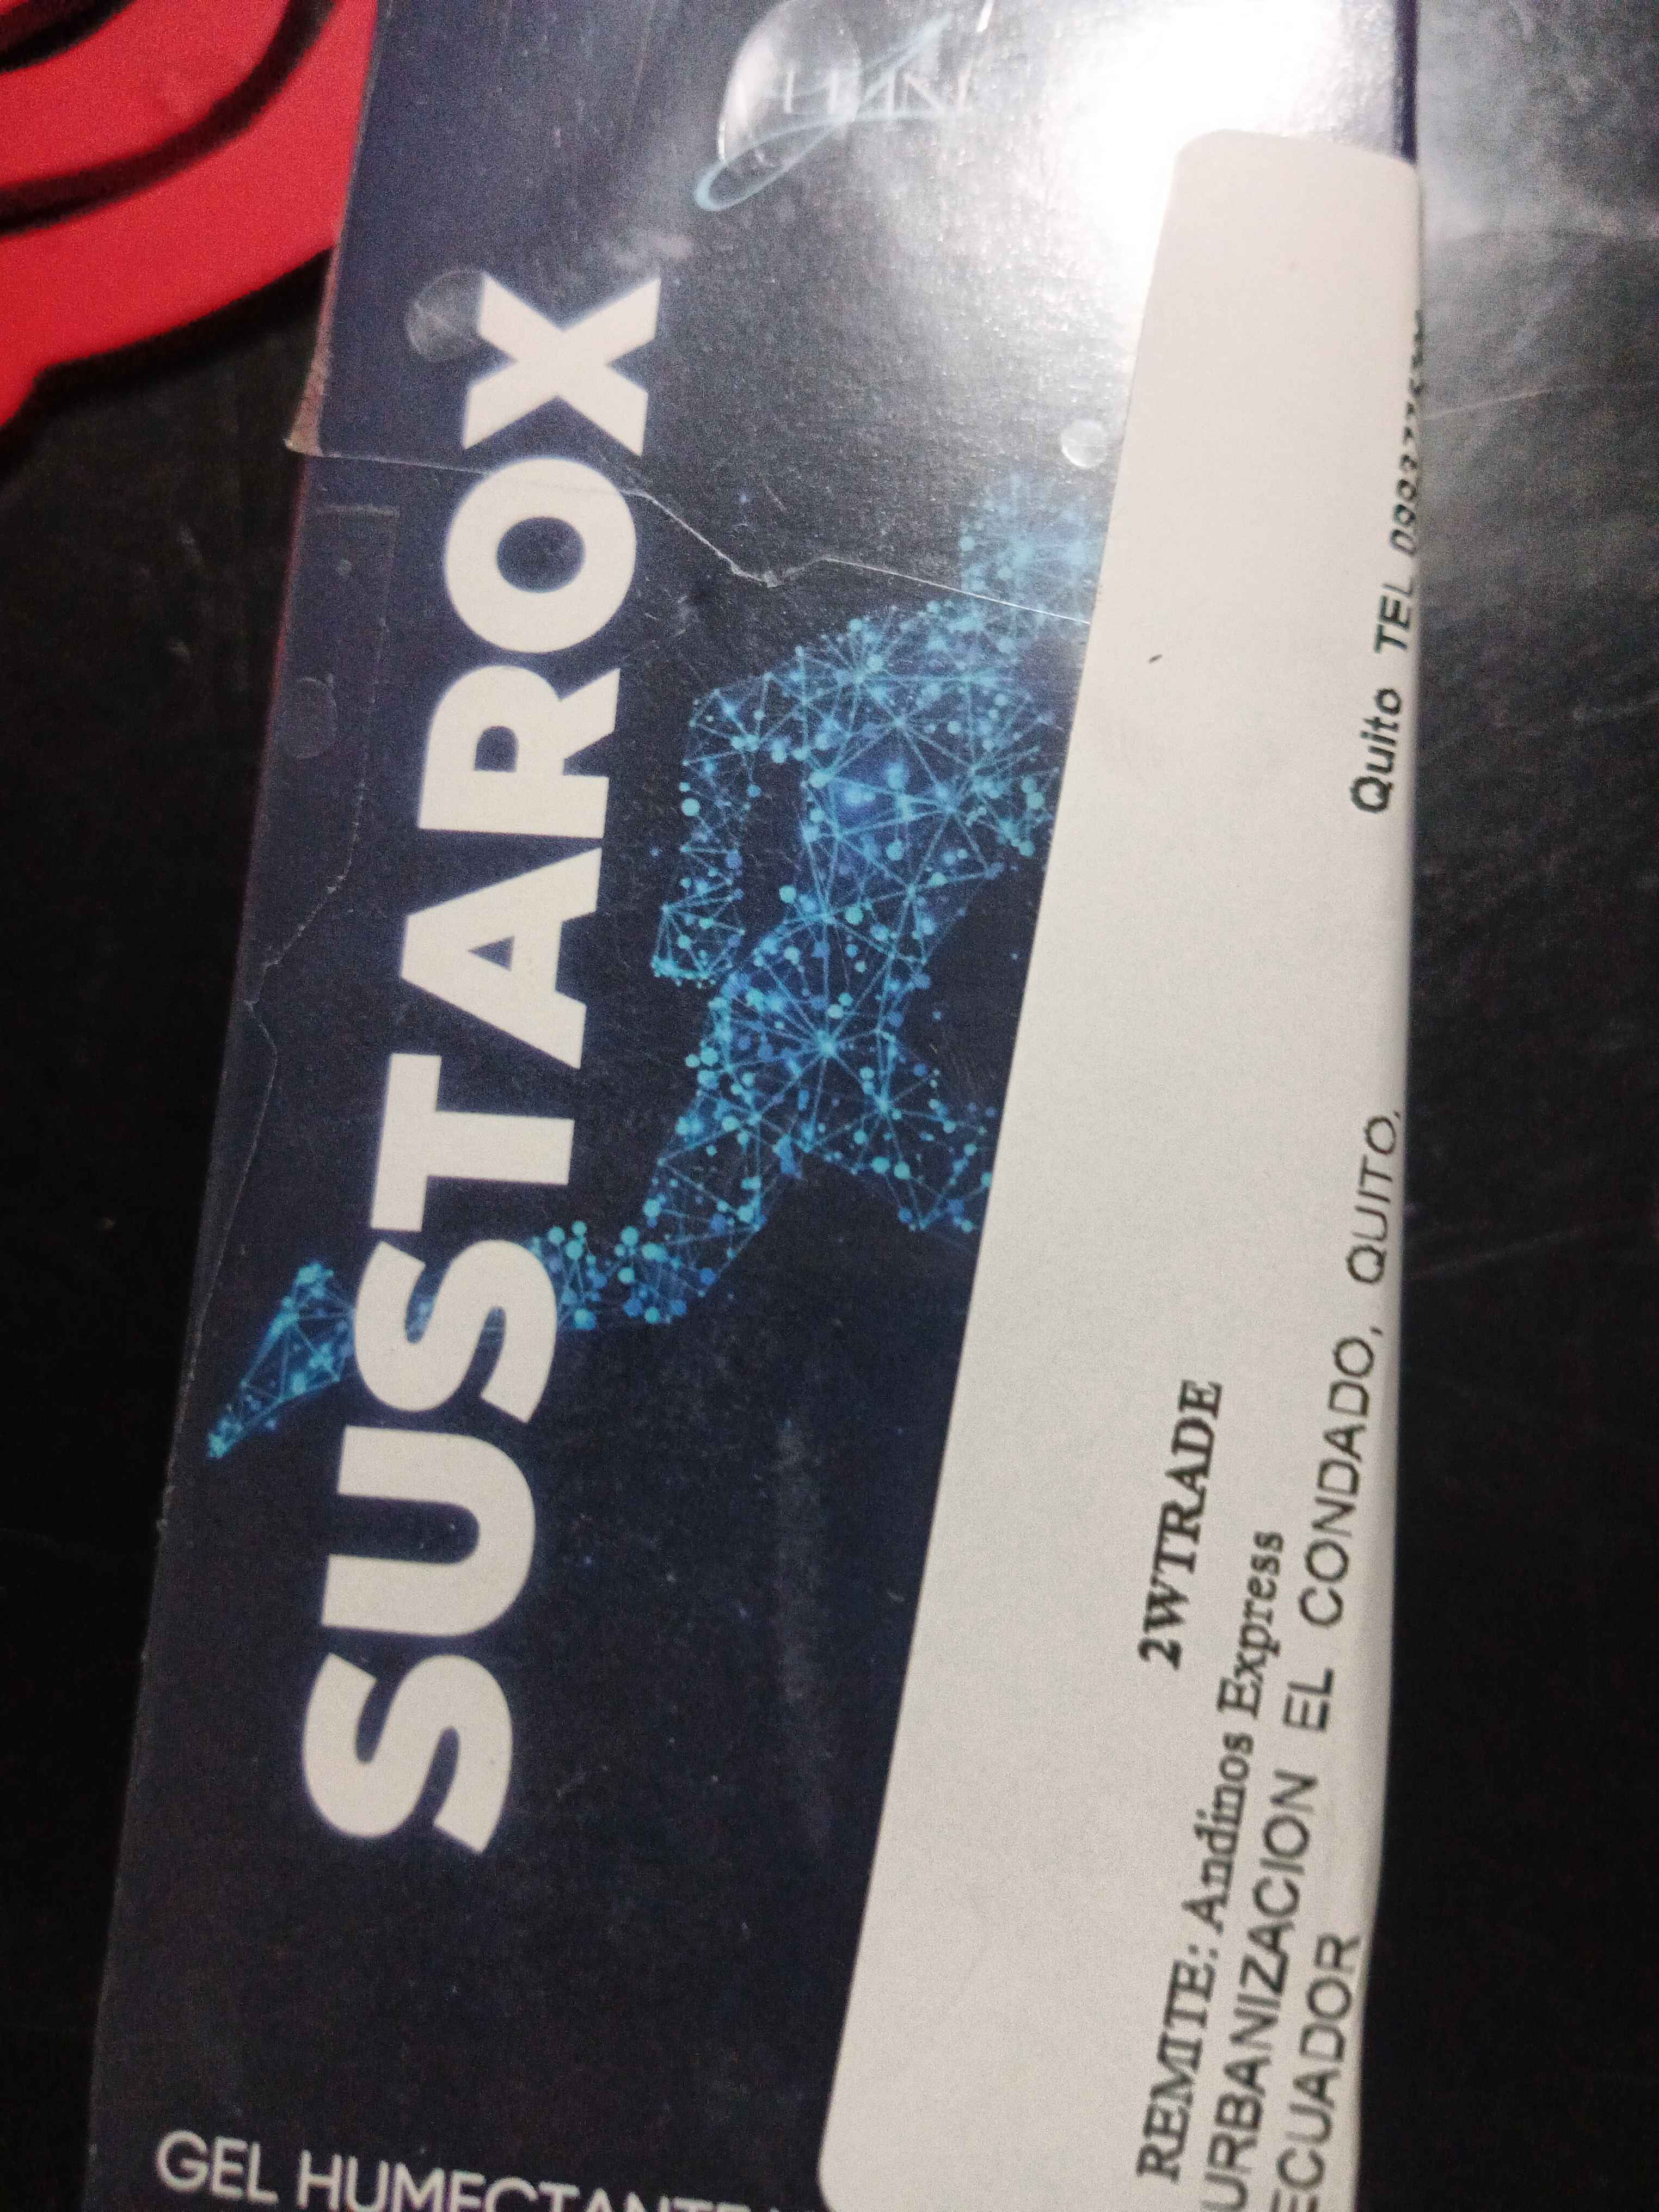 SUSTAROX
GEL HUMECTANTE
2WTRADE
REMITE: Andinos Express
URBANIZACION EL CONDADO, QUITO,
ECUADOR
Quito TEL